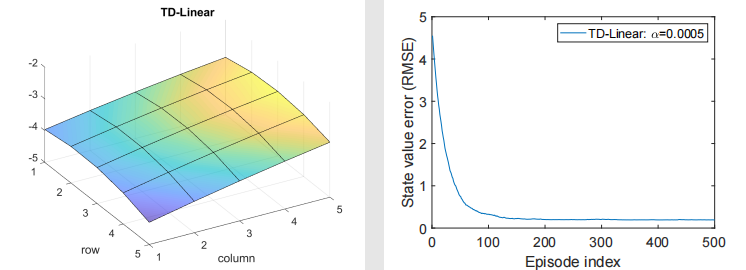 TD-Linear
-2
-3
-4
-5
1
2
3
4
5
row
1
2
3
4
5
column
5
4
3
2
1
0
State value error (RMSE)
TD-Linear: α=0.0005
0 100 200 300 400 500
Episode index